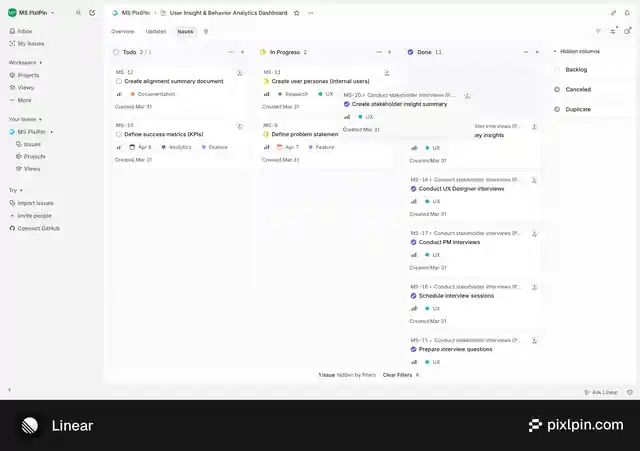 MS PixlPin
MS PixlPin › User Insight & Behavior Analytics Dashboard
Overview Updates Issues
Inbox
My issues
Workspace
Projects
Views
More
Your teams
MS PixlPin
Issues
Projects
Views
Try
Import issues
Invite people
Connect GitHub
Todo 2 / 3
MS-12
Create alignment summary document
Documentation
Created Mar 31
MS-10
Define success metrics (KPIs)
Apr 8 Analytics Feature
Created Mar 31
In Progress 2
MS-11
Create user personas (internal users)
Research UX
Created Mar 31
MS-9
Define problem statemen
Apr 7 Feature
Created Mar 31
MS-20 › Conduct stakeholder interviews (P...
Create stakeholder insight summary
UX
Created Mar 31
Done 11
lder interviews (P...
key insights
UX
Created Mar 31
MS-18 › Conduct stakeholder interviews (P...
Conduct UX Designer interviews
UX
Created Mar 31
MS-17 › Conduct stakeholder interviews (P...
Conduct PM interviews
UX
Created Mar 31
MS-16 › Conduct stakeholder interviews (P...
Schedule interview sessions
UX
Created Mar 31
MS-15 › Conduct stakeholder interviews (P...
Prepare interview questions
UX
Hidden columns
Backlog
Canceled
Duplicate
1 issue hidden by filters Clear Filters
?
Ask Linear
Linear
pixlpin.com